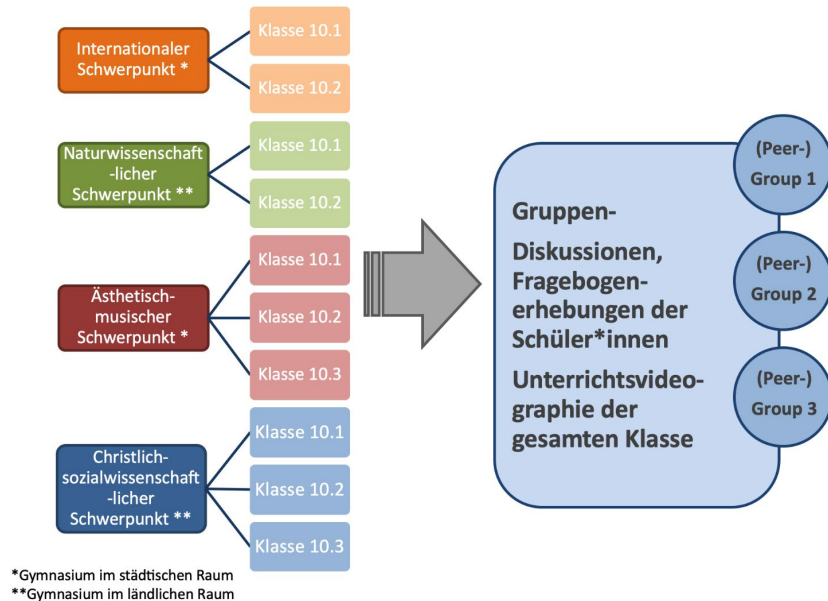 Internationaler
Schwerpunkt *
Klasse 10.1
Klasse 10.2
Naturwissenschaft
-licher
Schwerpunkt **
Klasse 10.1
Klasse 10.2
Ästhetisch-
musischer
Schwerpunkt *
Klasse 10.1
Klasse 10.2
Klasse 10.3
Christlich-
sozialwissenschaft
-licher
Schwerpunkt **
Klasse 10.1
Klasse 10.2
Klasse 10.3
Gruppen-
Diskussionen,
Fragebogen-
erhebungen der
Schüler*innen
Unterrichtsvideo-
graphie der
gesamten Klasse
(Peer-)
Group 1
(Peer-)
Group 2
(Peer-)
Group 3
*Gymnasium im städtischen Raum
**Gymnasium im ländlichen Raum